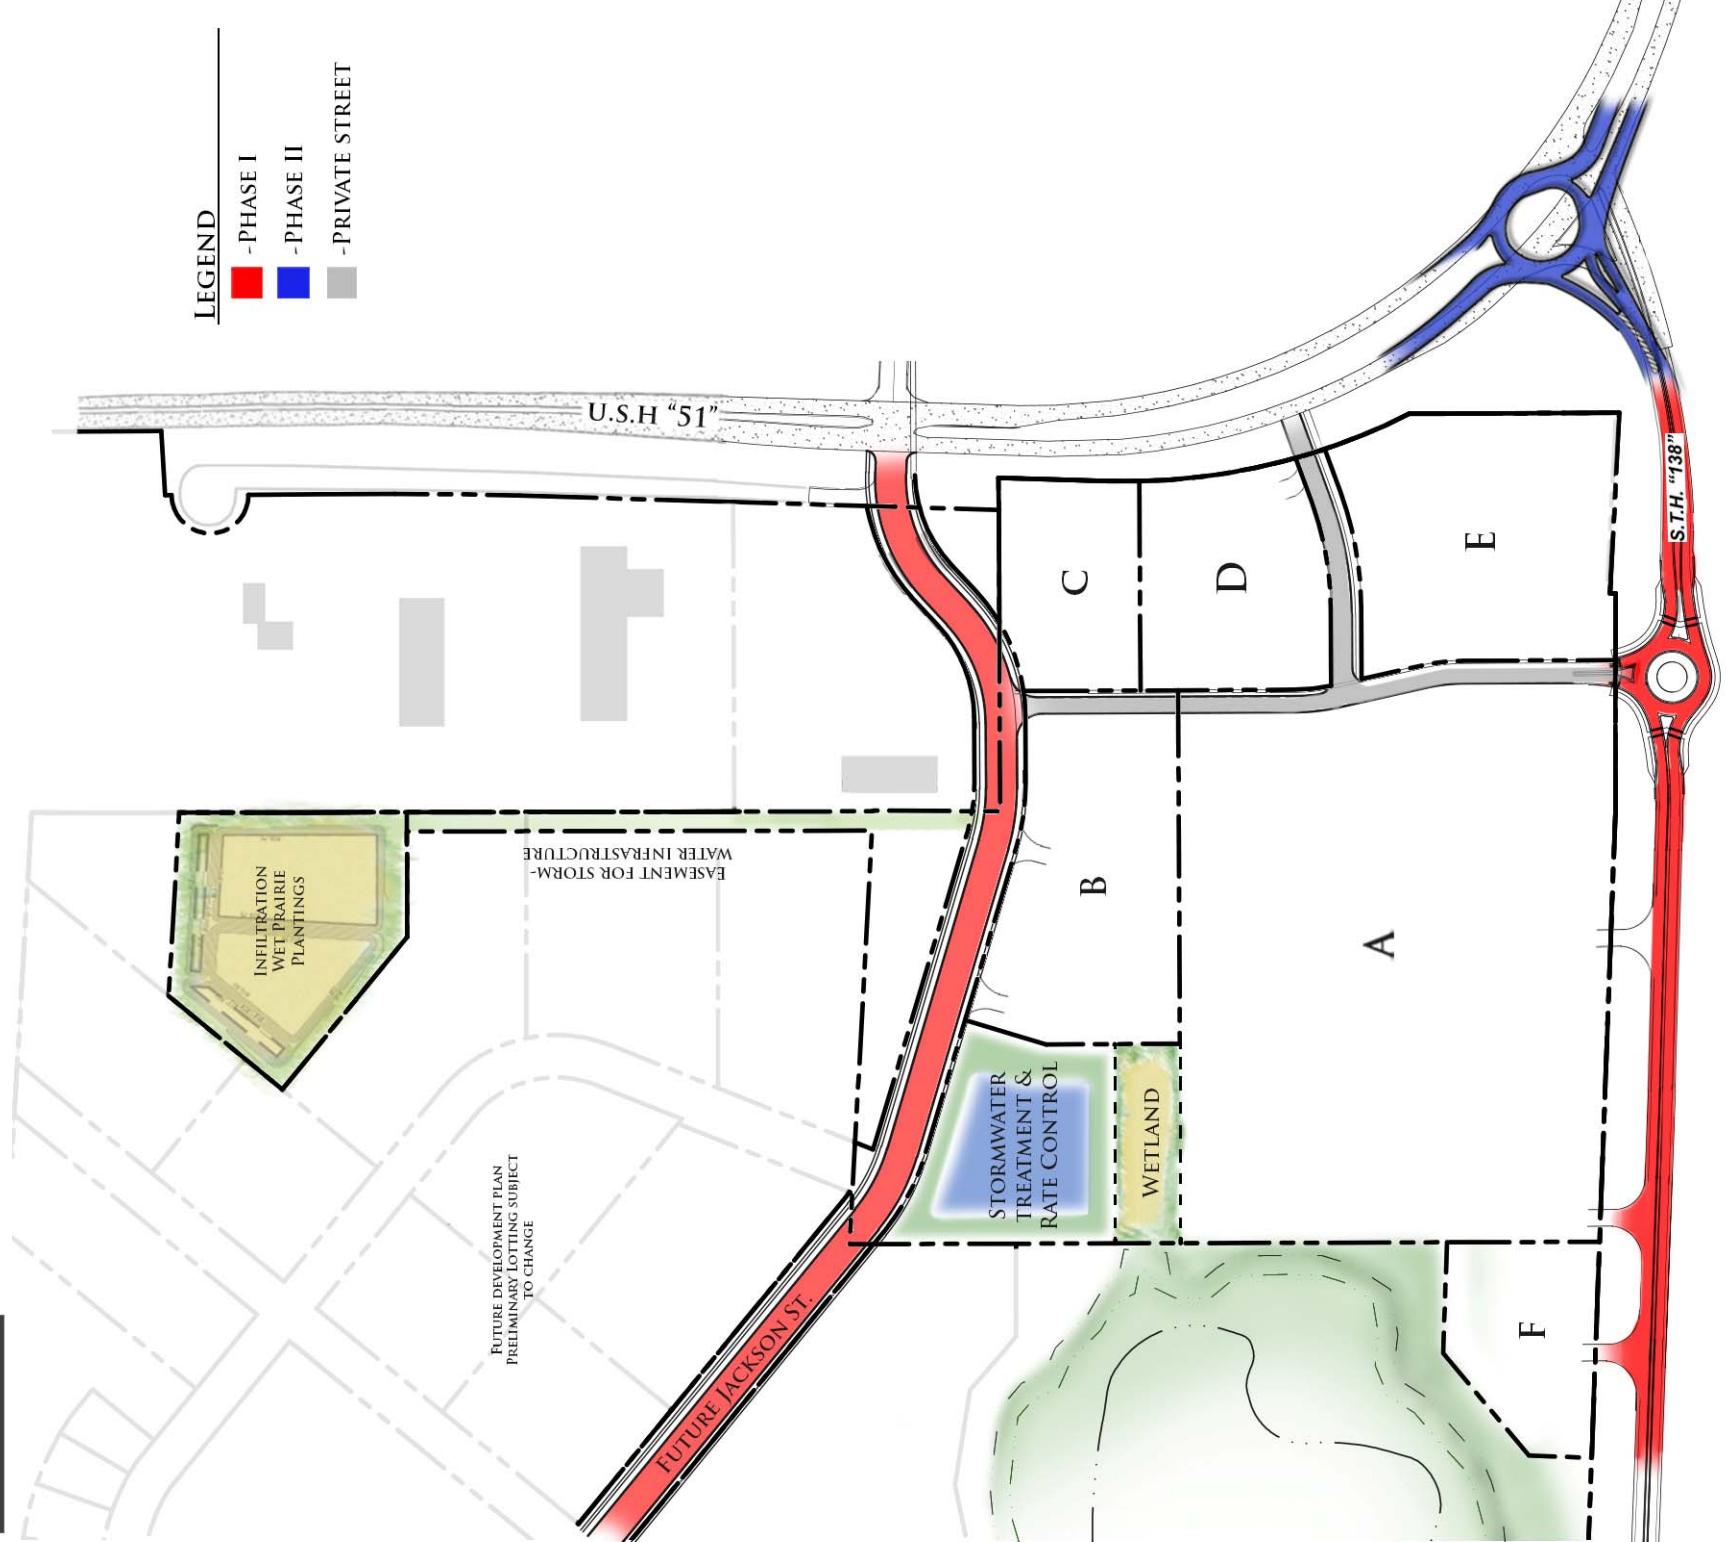 LEGEND
-PHASE I
-PHASE II
-PRIVATE STREET
U.S.H "51"
S.T.H. "138"
C
D
E
B
A
F
EASEMENT FOR STORM-
WATER INFRASTRUCTURE
INFILTRATION
WET PRAIRIE
PLANTINGS
STORMWATER
TREATMENT &
RATE CONTROL
WETLAND
FUTURE DEVELOPMENT PLAN
PRELIMINARY LOTTING SUBJECT
TO CHANGE
FUTURE JACKSON ST.